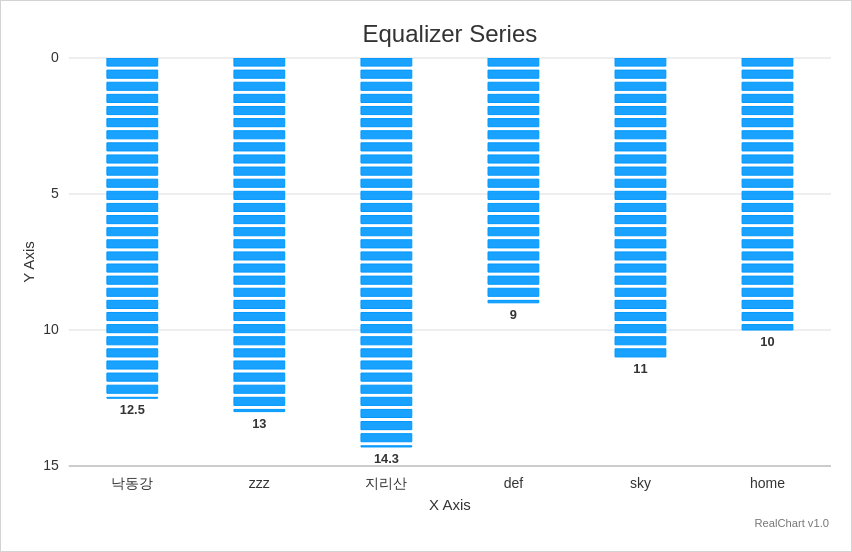 Equalizer Series
0
5
10
15
Y Axis
12.5
13
14.3
9
11
10
낙동강 zzz 지리산 def sky home
X Axis
RealChart v1.0